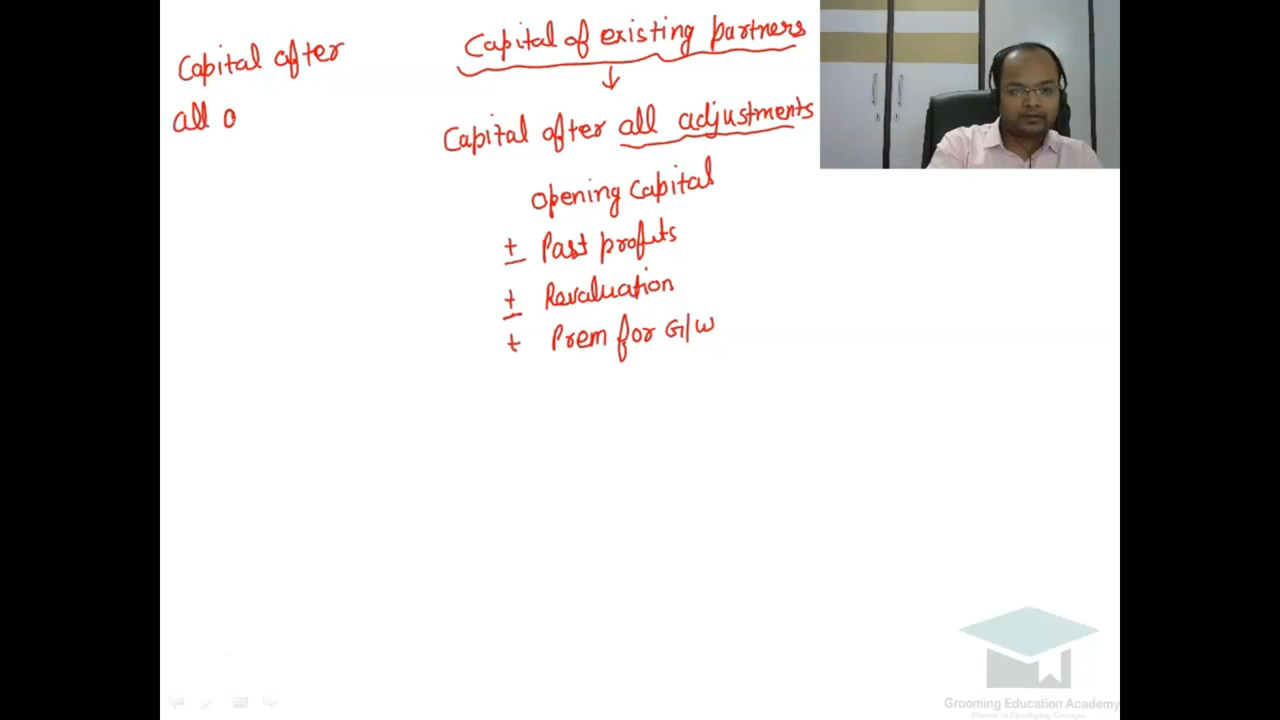 Capital after
all a
Capital of existing partners
↓
Capital after all adjustments
opening capital
± Past profits
± Revaluation
+ Prem for G/W
Grooming Education Academy